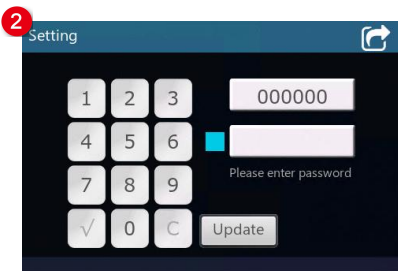 2
Setting
1 2 3 000000
4 5 6
7 8 9 Please enter password
√ 0 C Update